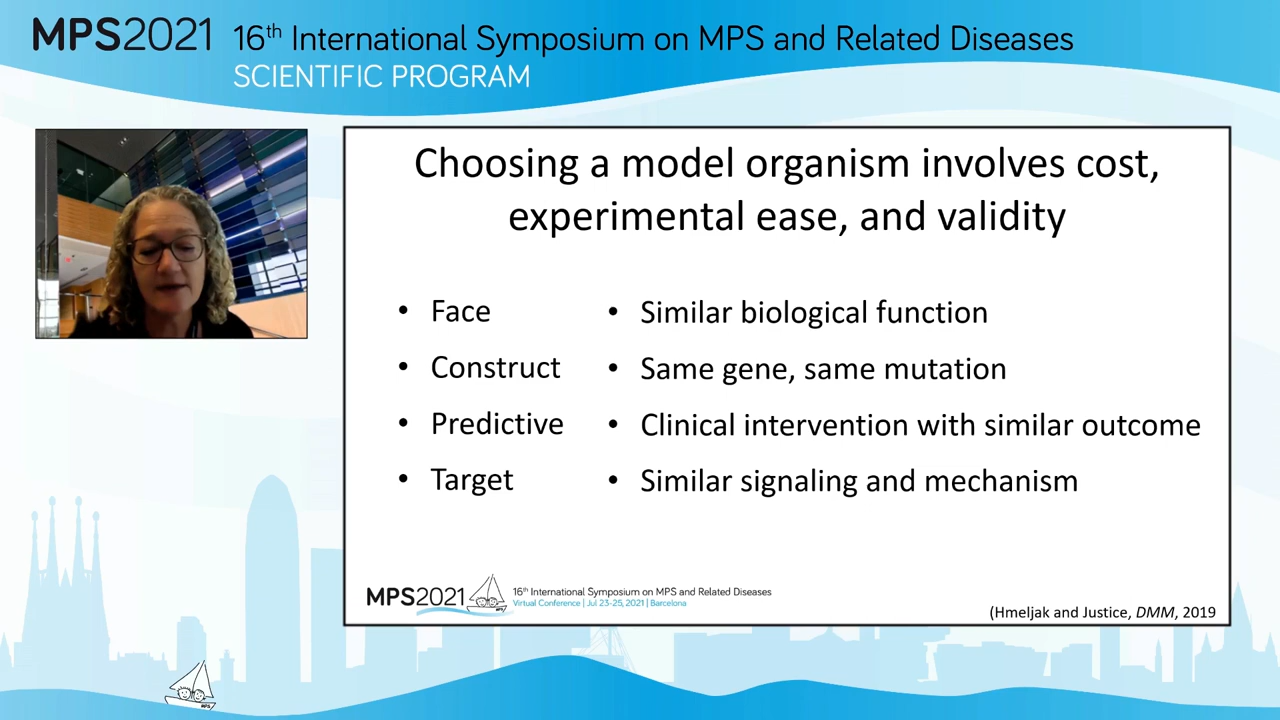 MPS2021 16th International Symposium on MPS and Related Diseases
SCIENTIFIC PROGRAM
Choosing a model organism involves cost,
experimental ease, and validity
• Face • Similar biological function
• Construct • Same gene, same mutation
• Predictive • Clinical intervention with similar outcome
• Target • Similar signaling and mechanism
MPS2021
MPS
16th International Symposium on MPS and Related Diseases
Virtual Conference | Jul 23-25, 2021 | Barcelona
(Hmeljak and Justice, DMM, 2019
MPS